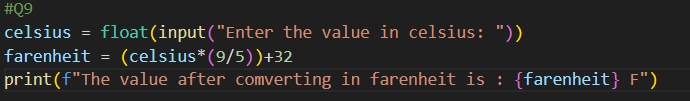 #Q9
celsius = float(input("Enter the value in celsius: "))
farenheit = (celsius*(9/5))+32
print(f"The value after comverting in farenheit is : {farenheit} F")